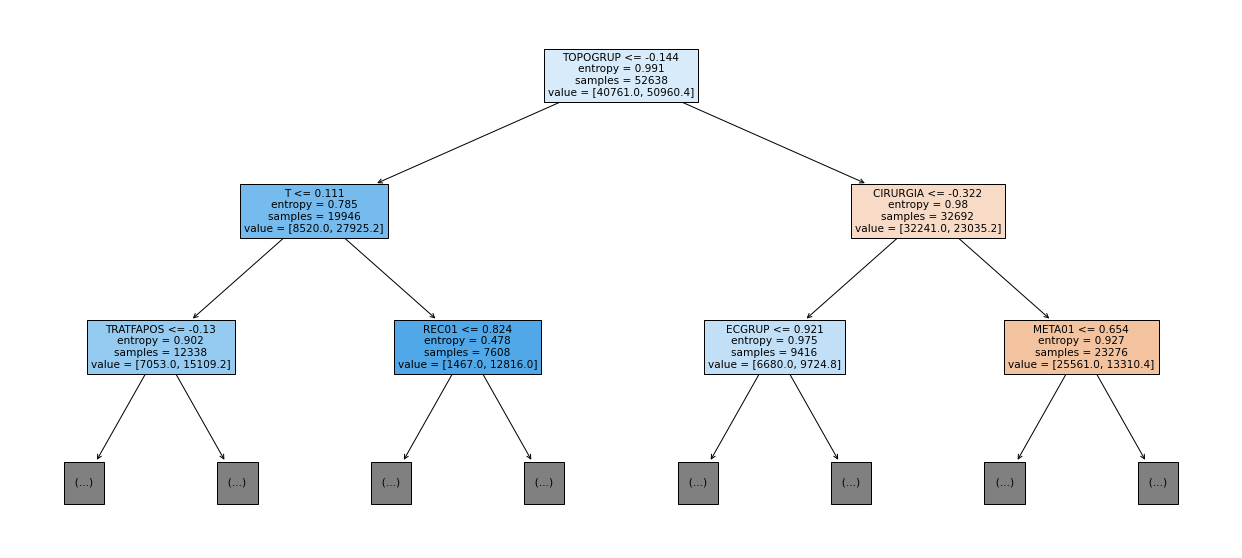 TOPOGRUP <= -0.144
entropy = 0.991
samples = 52638
value = [40761.0, 50960.4]
T <= 0.111
entropy = 0.785
samples = 19946
value = [8520.0, 27925.2]
CIRURGIA <= -0.322
entropy = 0.98
samples = 32692
value = [32241.0, 23035.2]
TRATFAPOS <= -0.13
entropy = 0.902
samples = 12338
value = [7053.0, 15109.2]
REC01 <= 0.824
entropy = 0.478
samples = 7608
value = [1467.0, 12816.0]
ECGRUP <= 0.921
entropy = 0.975
samples = 9416
value = [6680.0, 9724.8]
META01 <= 0.654
entropy = 0.927
samples = 23276
value = [25561.0, 13310.4]
(...)
(...)
(...)
(...)
(...)
(...)
(...)
(...)